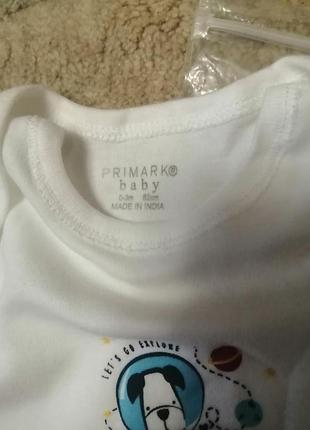 PRIMARK®
baby
0-3m 62cm
MADE IN INDIA
LET'S GO EXPLORE